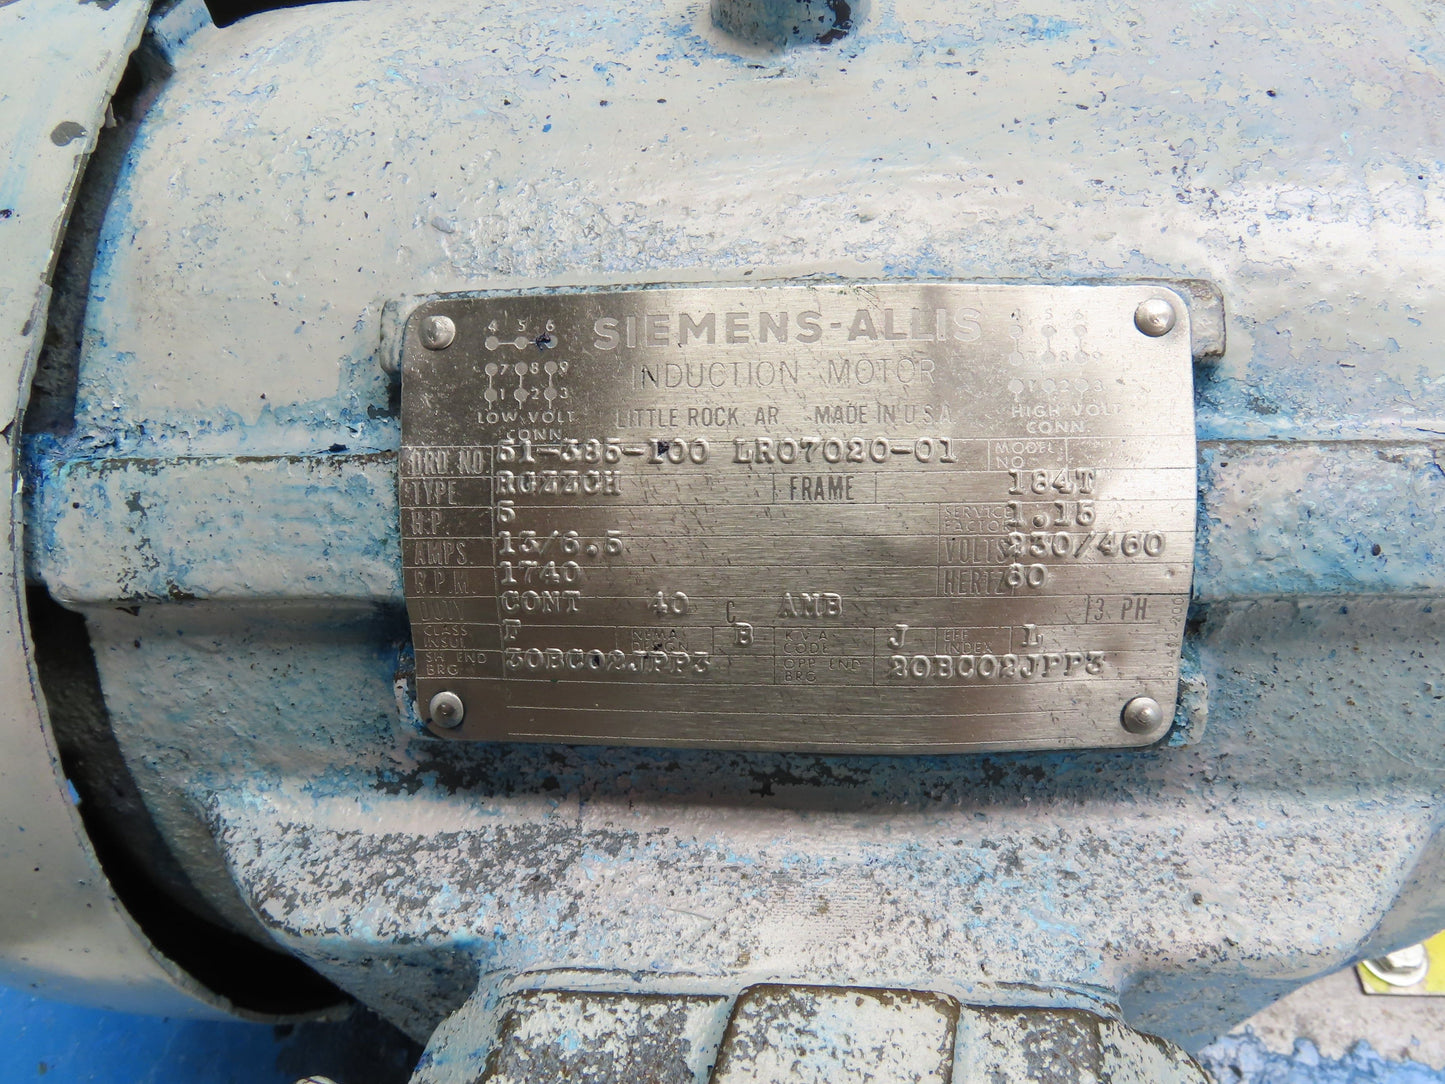 4 5 6 SIEMENS-ALLIS 4 5 6
7 8 9 INDUCTION MOTOR 7 8 9
1 2 3 1 2 3
LOW VOLT CONN. LITTLE ROCK, AR MADE IN U.S.A. HIGH VOLT CONN.
ORD. NO. 51-385-100 LR07020-01 MODEL NO.
TYPE RGZZCH FRAME 184T
H.P. 5 SERVICE FACTOR 1.15
AMPS. 13/6.5 VOLTS 230/460
R.P.M. 1740 HERTZ 60
DUTY CONT 40 C AMB 3 PH
CLASS INSUL F NEMA DESIGN B K.V.A. CODE J EFF. INDEX L
SH. END BRG 30BC02JPP3 OPP END BRG 20BC02JPP3